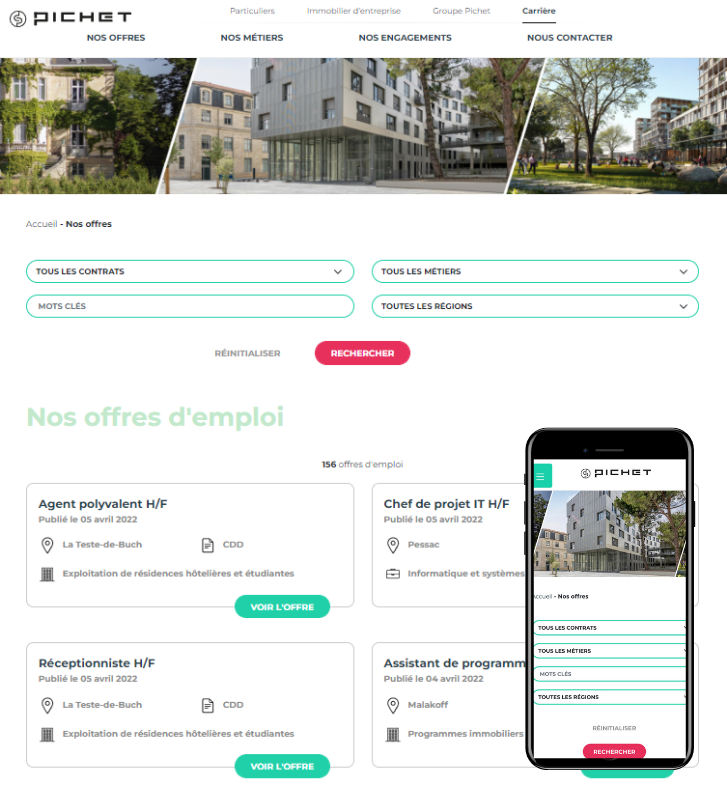 PICHET
Particuliers Immobilier d'entreprise Groupe Pichet Carrière
NOS OFFRES NOS MÉTIERS NOS ENGAGEMENTS NOUS CONTACTER
Accueil - Nos offres
TOUS LES CONTRATS TOUS LES MÉTIERS
MOTS CLÉS TOUTES LES RÉGIONS
RÉINITIALISER RECHERCHER
Nos offres d'emploi
156 offres d'emploi
Agent polyvalent H/F
Publié le 05 avril 2022
La Teste-de-Buch CDD
Exploitation de résidences hôtelières et étudiantes
VOIR L'OFFRE
Chef de projet IT H/F
Publié le 05 avril 2022
Pessac
Informatique et systèmes
Réceptionniste H/F
Publié le 05 avril 2022
La Teste-de-Buch CDD
Exploitation de résidences hôtelières et étudiantes
VOIR L'OFFRE
Assistant de programm
Publié le 04 avril 2022
Malakoff
Programmes immobiliers
PICHET
Accueil - Nos offres
TOUS LES CONTRATS
TOUS LES MÉTIERS
MOTS CLÉS
TOUTES LES RÉGIONS
RÉINITIALISER
RECHERCHER